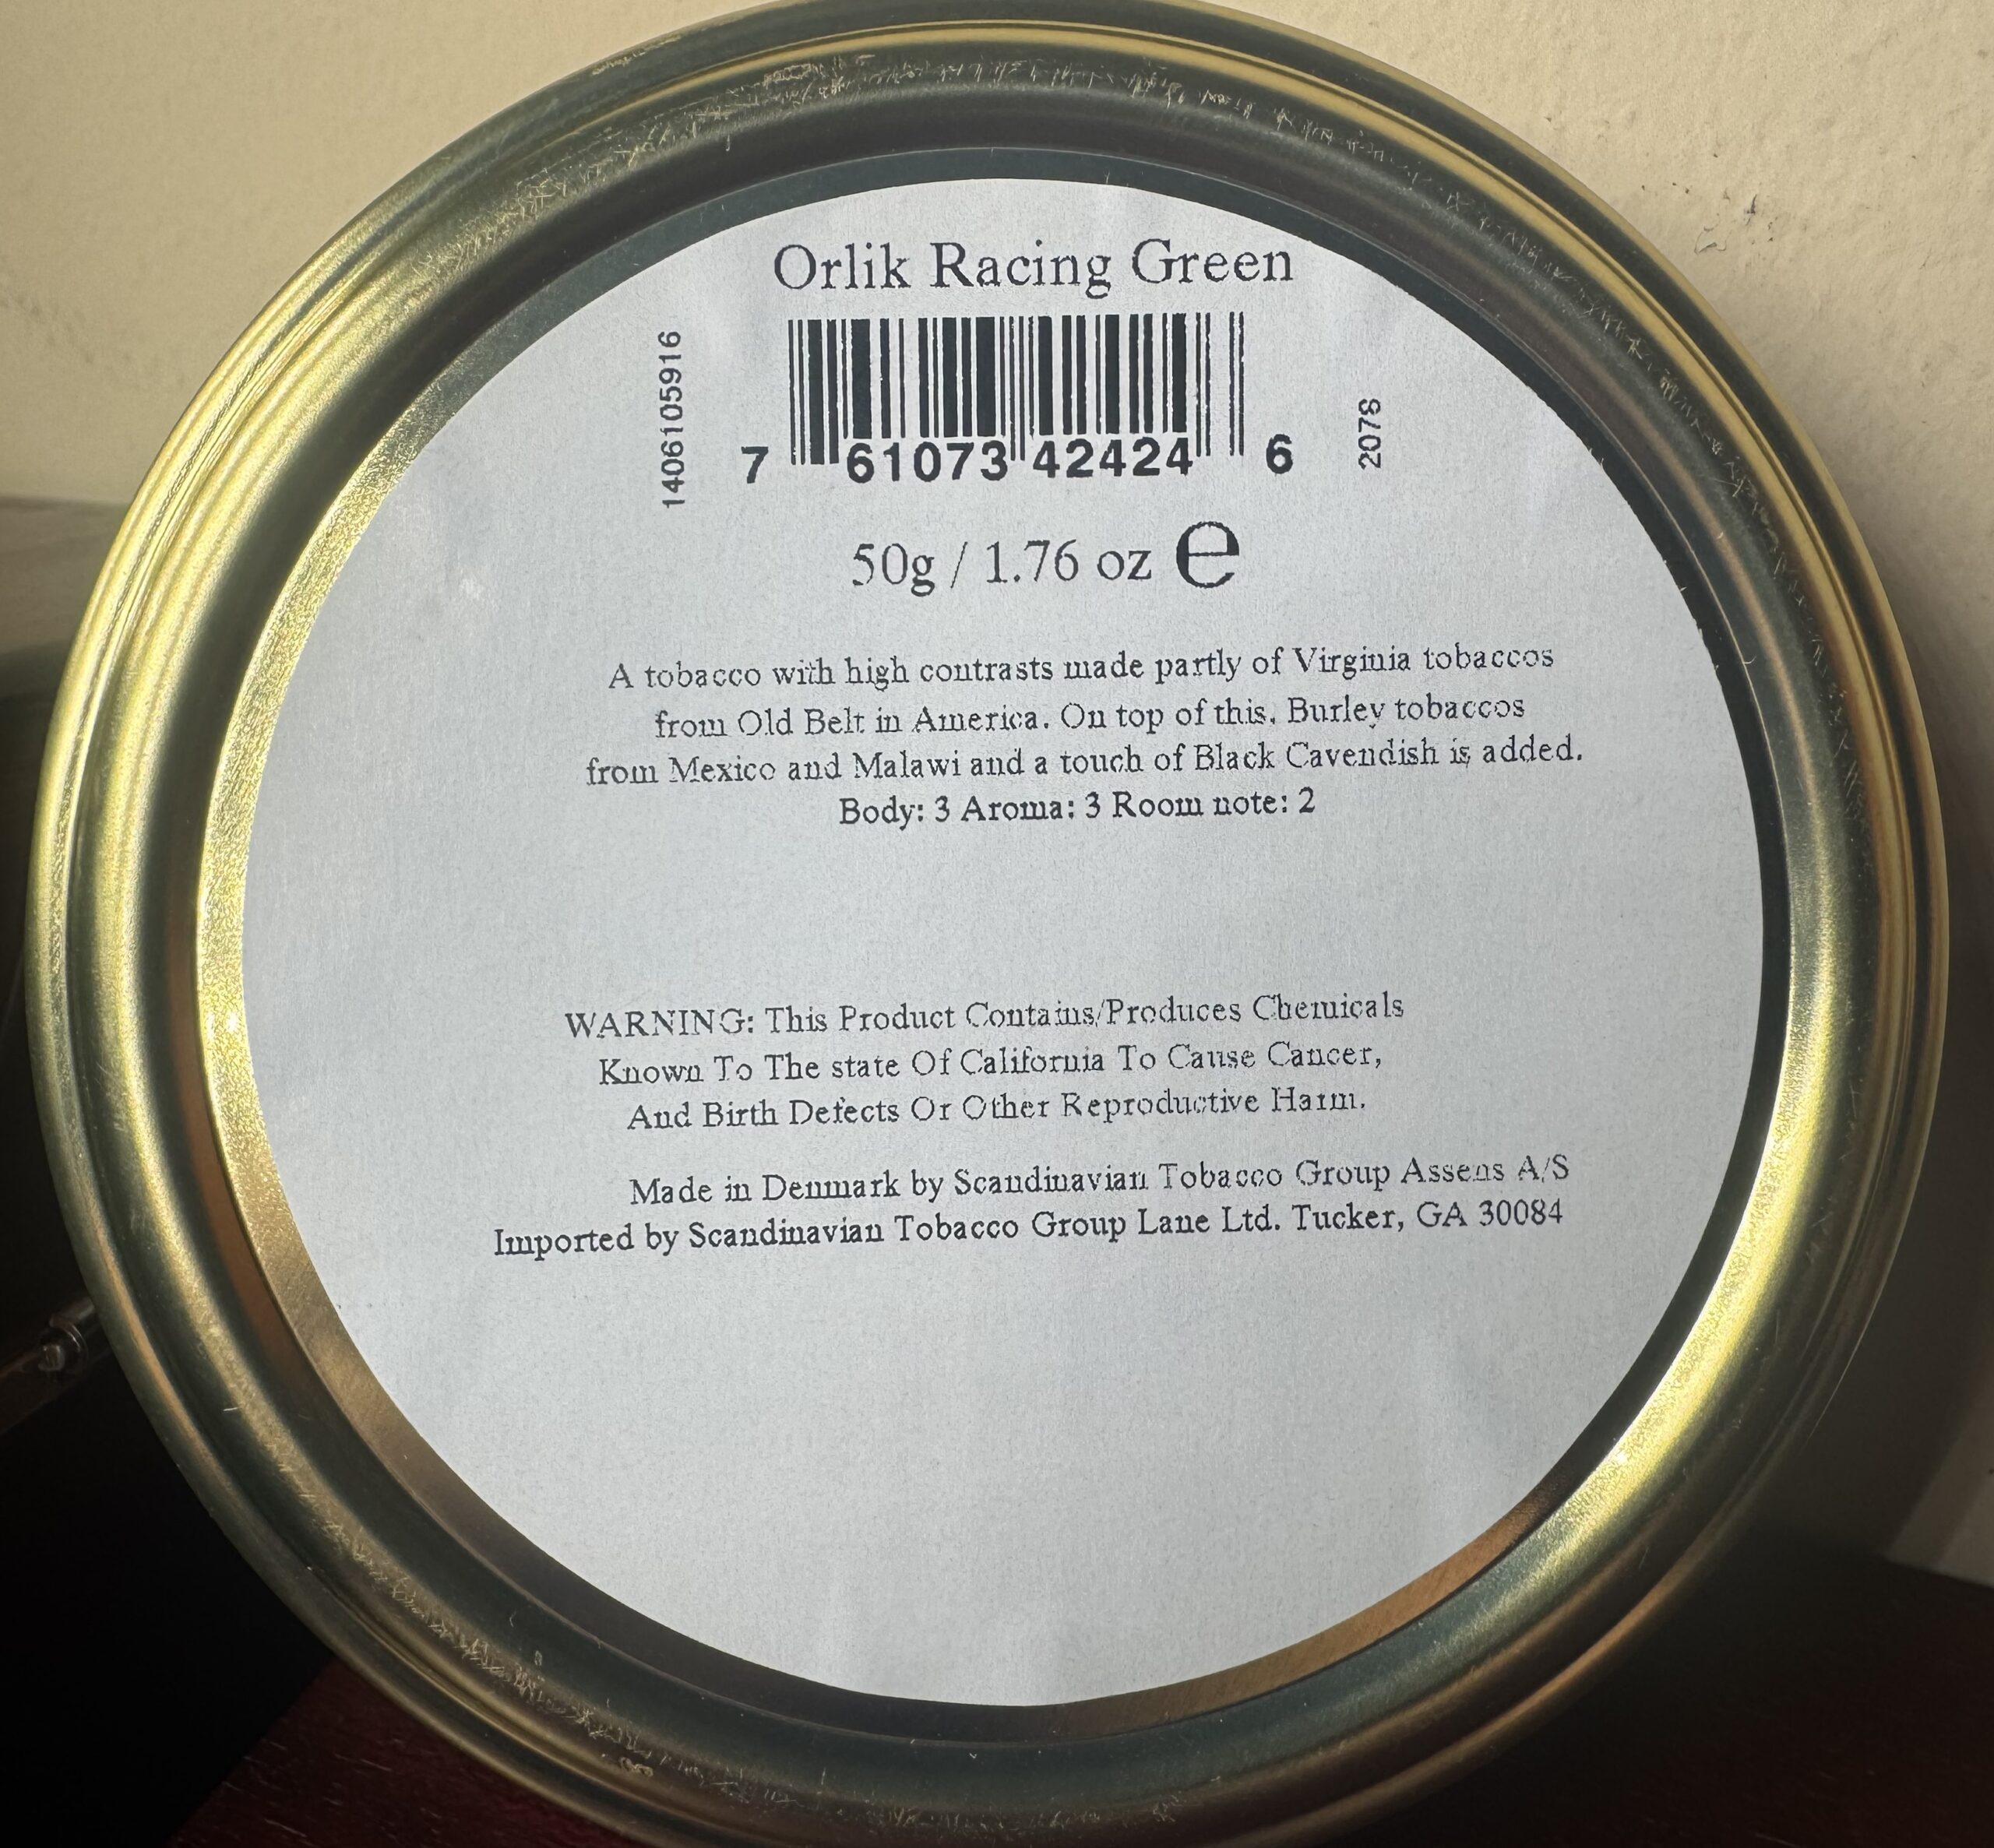 Orlik Racing Green
1406105916
7 61073 42424 6
2078
50g / 1.76 oz e
A tobacco with high contrasts made partly of Virginia tobaccos
from Old Belt in America. On top of this, Burley tobaccos
from Mexico and Malawi and a touch of Black Cavendish is added.
Body: 3 Aroma: 3 Room note: 2
WARNING: This Product Contains/Produces Chemicals
Known To The state Of California To Cause Cancer,
And Birth Defects Or Other Reproductive Harm.
Made in Denmark by Scandinavian Tobacco Group Assens A/S
Imported by Scandinavian Tobacco Group Lane Ltd. Tucker, GA 30084